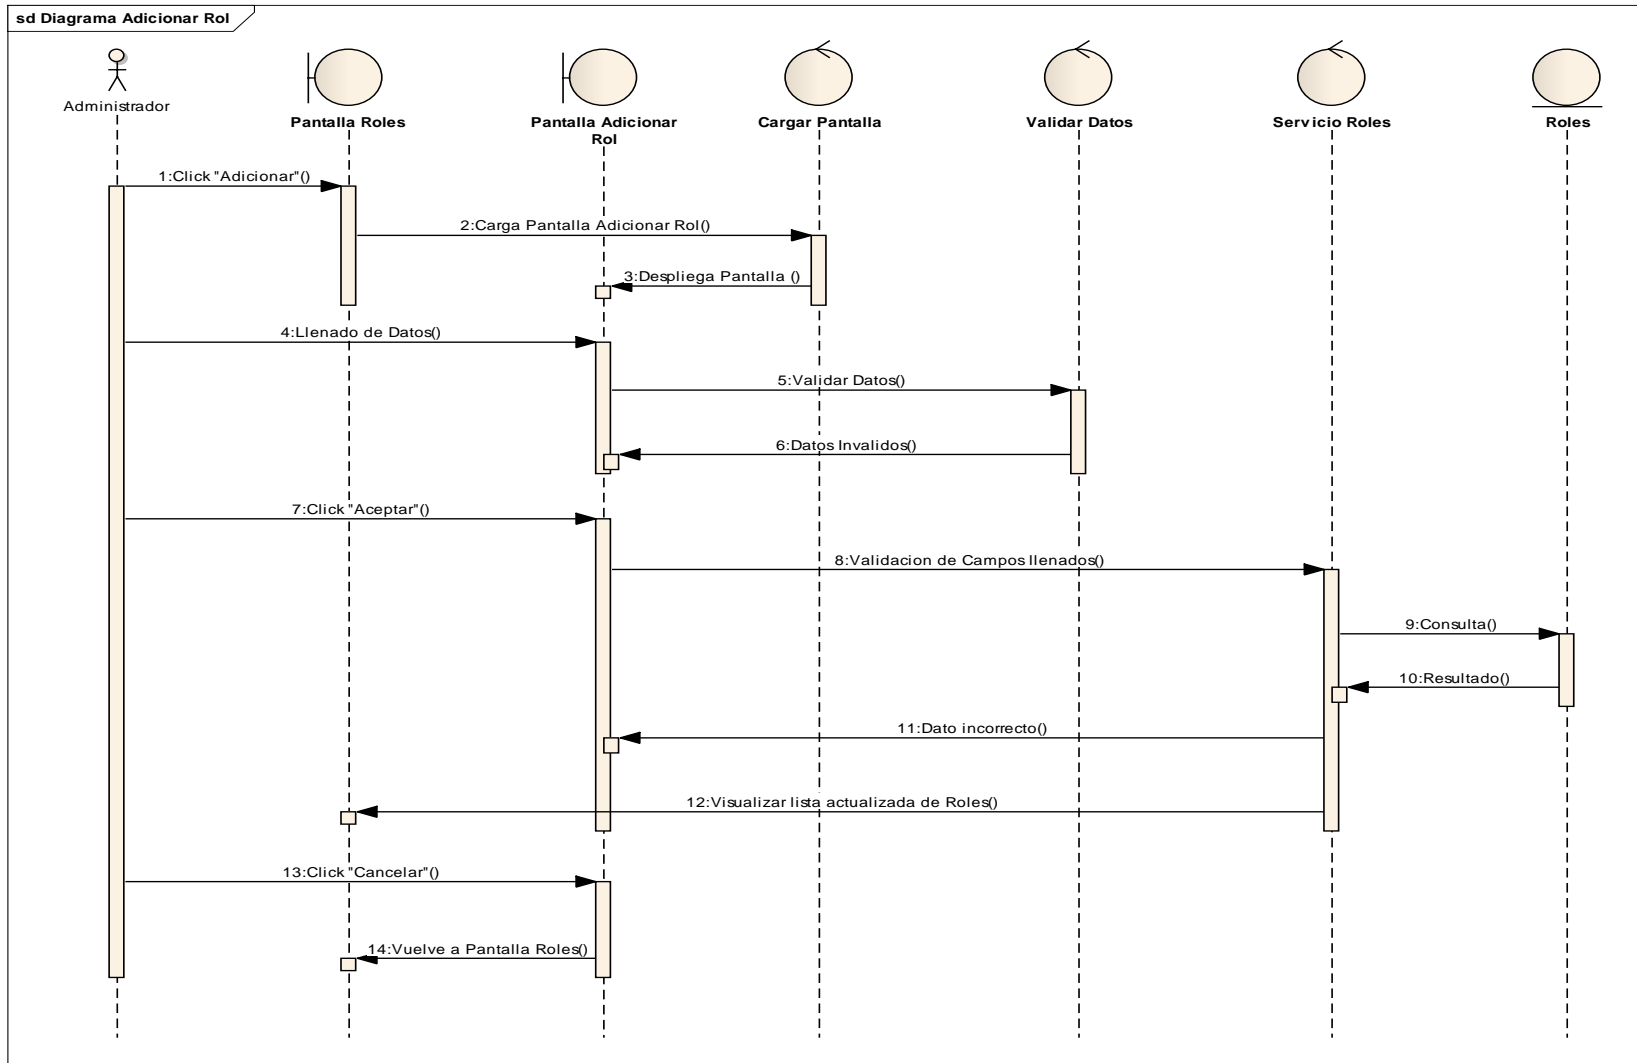 sd Diagrama Adicionar Rol
Administrador
Pantalla Roles
Pantalla Adicionar
Rol
Cargar Pantalla
Validar Datos
Servicio Roles
Roles
1:Click "Adicionar"()
2:Carga Pantalla Adicionar Rol()
3:Despliega Pantalla ()
4:Llenado de Datos()
5:Validar Datos()
6:Datos Invalidos()
7:Click "Aceptar"()
8:Validacion de Campos llenados()
9:Consulta()
10:Resultado()
11:Dato incorrecto()
12:Visualizar lista actualizada de Roles()
13:Click "Cancelar"()
14:Vuelve a Pantalla Roles()